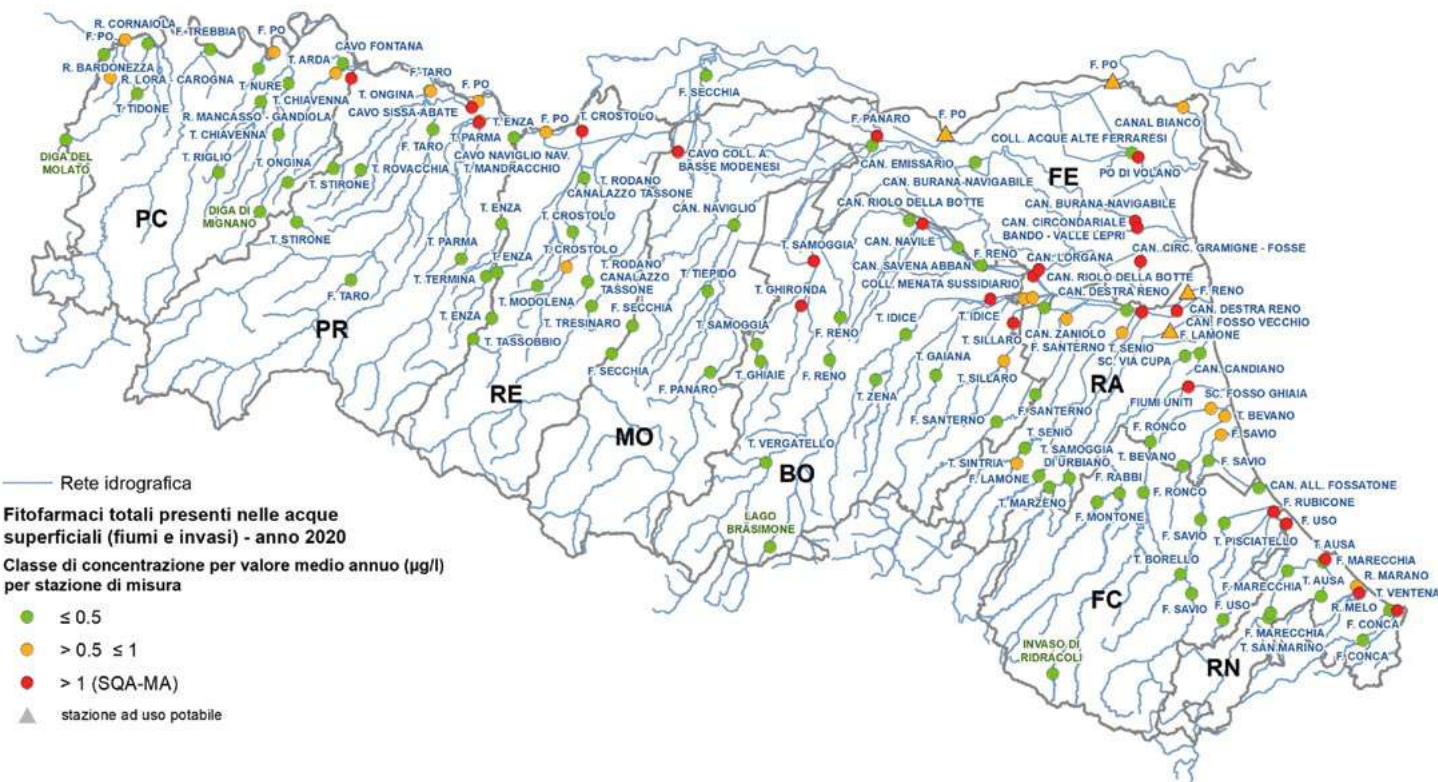 R. CORNAIOLA
F. PO
F. TREBBIA
F. PO
T. ARDA
CAVO FONTANA
R. BARDONEZZA
R. LORA
CAROGNA
T. TIDONE
T. NURE
T. CHIAVENNA
T. ONGINA
F. TARO
F. PO
R. MANCASSO - GANDIOLA
CAVO SISSA-ABATE
T. CHIAVENNA
F. TARO
T. PARMA
T. ENZA
F. PO
T. CROSTOLO
F. SECCHIA
DIGA DEL
MOLATO
T. RIGLIO
T. ONGINA
T. ROVACCHIA
T. STIRONE
CAVO NAVIGLIO NAV.
T. MANDRACCHIO
CAVO COLL. A.
BASSE MODENESI
PC
DIGA DI
MIGNANO
T. STIRONE
T. ENZA
T. RODANO
CANALAZZO TASSONE
T. CROSTOLO
CAN. NAVIGLIO
T. PARMA
T. CROSTOLO
T. TERMINA
T. ENZA
T. RODANO
CANALAZZO
TASSONE
T. TIEPIDO
F. TARO
T. MODOLENA
F. SECCHIA
PR
T. ENZA
T. TRESINARO
T. TASSOBBIO
F. SECCHIA
F. PANARO
RE
MO
F. PO
F. PO
F. PANARO
CANAL BIANCO
COLL. ACQUE ALTE FERRARESI
CAN. EMISSARIO
FE
PO DI VOLANO
CAN. BURANA-NAVIGABILE
CAN. RIOLO DELLA BOTTE
CAN. BURANA-NAVIGABILE
CAN. CIRCONDARIALE
BANDO - VALLE LEPRI
T. SAMOGGIA
CAN. NAVILE
F. RENO
CAN. CIRC. GRAMIGNE - FOSSE
CAN. SAVENA ABBAN.
CAN. LORGANA
CAN. RIOLO DELLA BOTTE
T. GHIRONDA
COLL. MENATA SUSSIDIARIO
CAN. DESTRA RENO
F. RENO
T. SAMOGGIA
F. RENO
T. IDICE
T. IDICE
CAN. ZANIOLO
CAN. DESTRA RENO
CAN. FOSSO VECCHIO
T. SILLARO
F. SANTERNO
T. SENIO
F. LAMONE
T. GHIAIE
F. RENO
T. GAIANA
T. SILLARO
SC. VIA CUPA
CAN. CANDIANO
T. ZENA
RA
FIUMI UNITI
SC. FOSSO GHIAIA
F. SANTERNO
F. SANTERNO
T. BEVANO
T. VERGATELLO
BO
T. SENIO
F. RONCO
F. SAVIO
T. SINTRIA
T. SAMOGGIA
DI URBIANO
T. BEVANO
F. SAVIO
F. LAMONE
F. RABBI
T. MARZENO
F. RONCO
CAN. ALL. FOSSATONE
F. MONTONE
F. RUBICONE
LAGO
BRASIMONE
F. SAVIO
F. USO
T. PISCIATELLO
T. BORELLO
T. AUSA
F. MARECCHIA
F. MARECCHIA
T. AUSA
R. MARANO
FC
F. SAVIO
F. USO
R. MELO
T. VENTENA
F. CONCA
INVASO DI
RIDRACOLI
F. MARECCHIA
T. SAN MARINO
F. CONCA
RN
Rete idrografica
Fitofarmaci totali presenti nelle acque
superficiali (fiumi e invasi) - anno 2020
Classe di concentrazione per valore medio annuo (µg/l)
per stazione di misura
≤ 0.5
> 0.5 ≤ 1
> 1 (SQA-MA)
stazione ad uso potabile